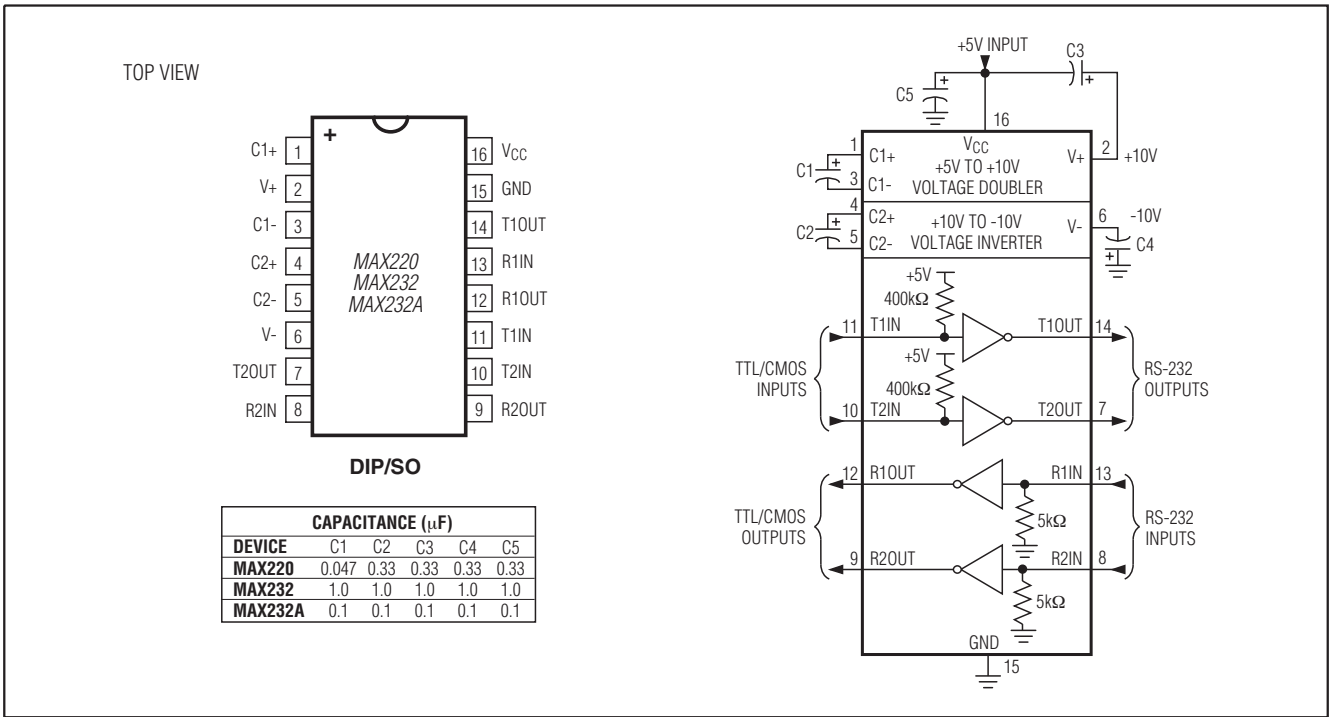 TOP VIEW
+
C1+ 1
V+ 2
C1- 3
C2+ 4
C2- 5
V- 6
T2OUT 7
R2IN 8
MAX220
MAX232
MAX232A
16 VCC
15 GND
14 T1OUT
13 R1IN
12 R1OUT
11 T1IN
10 T2IN
9 R2OUT
DIP/SO
CAPACITANCE (μF)
DEVICE C1 C2 C3 C4 C5
MAX220 0.047 0.33 0.33 0.33 0.33
MAX232 1.0 1.0 1.0 1.0 1.0
MAX232A 0.1 0.1 0.1 0.1 0.1
+5V INPUT
C3
+
C5
+
16
VCC
1
C1+
+5V TO +10V
VOLTAGE DOUBLER
V+
2
+10V
C1
+
3
C1-
4
C2+
+10V TO -10V
VOLTAGE INVERTER
V-
6
-10V
C2
+
5
C2-
C4
+
+5V
400kΩ
11 T1IN
T1OUT 14
+5V
400kΩ
TTL/CMOS
INPUTS
RS-232
OUTPUTS
10 T2IN
T2OUT 7
12 R1OUT
R1IN 13
5kΩ
TTL/CMOS
OUTPUTS
RS-232
INPUTS
9 R2OUT
R2IN 8
5kΩ
GND
15